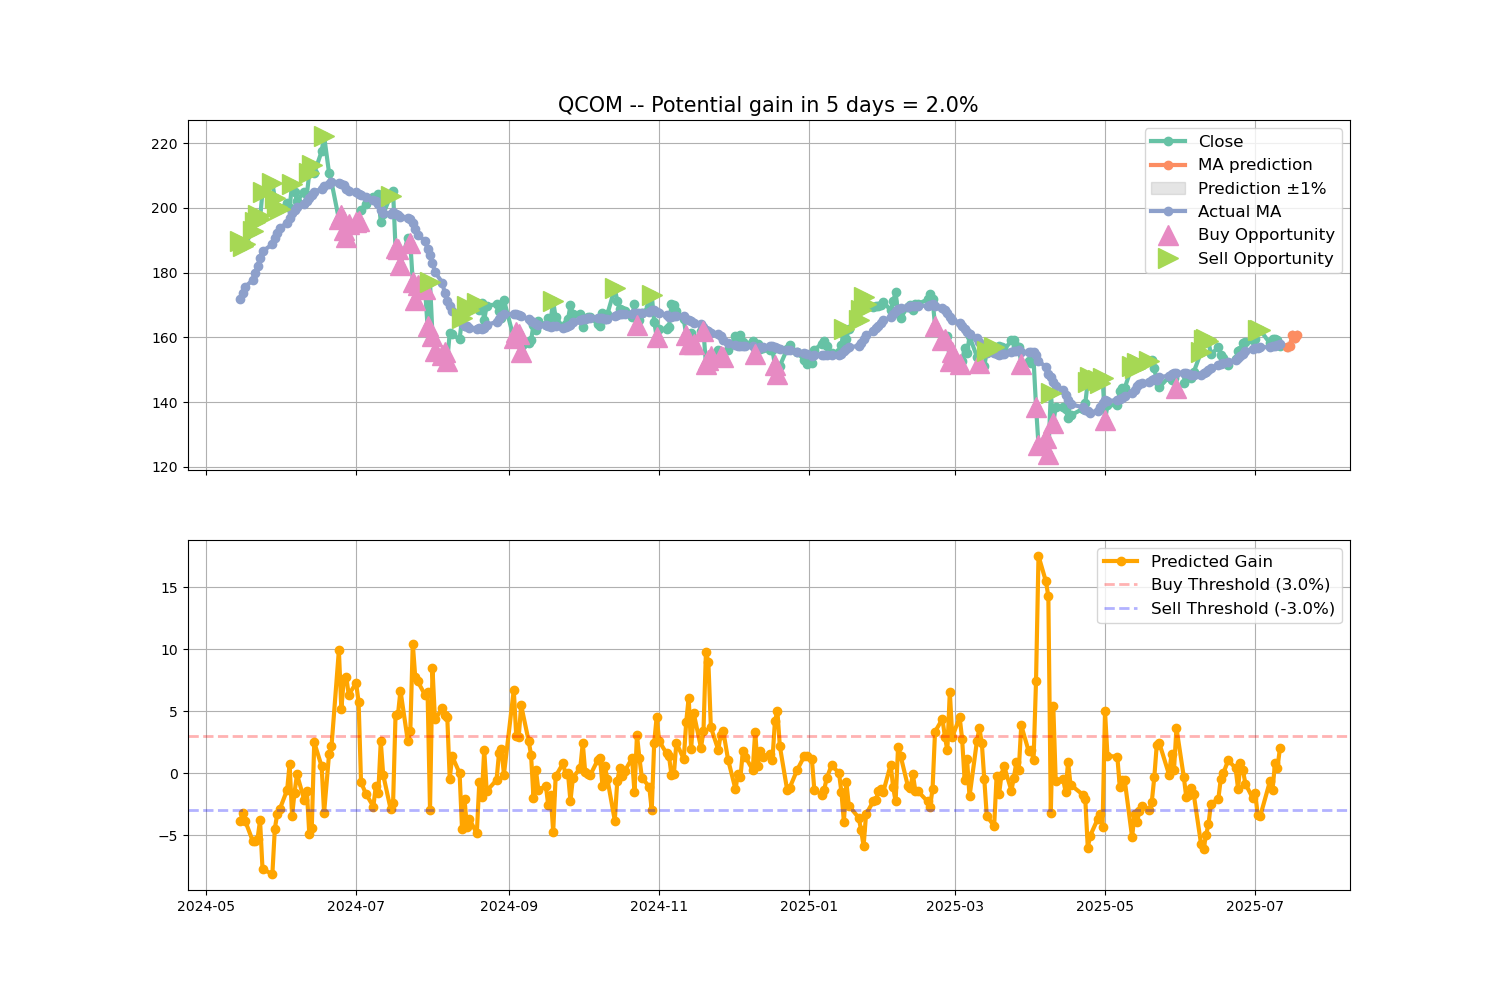 QCOM -- Potential gain in 5 days = 2.0%
220
200
180
160
140
120
Close
MA prediction
Prediction ±1%
Actual MA
Buy Opportunity
Sell Opportunity
15
10
5
0
−5
Predicted Gain
Buy Threshold (3.0%)
Sell Threshold (-3.0%)
2024-05
2024-07
2024-09
2024-11
2025-01
2025-03
2025-05
2025-07